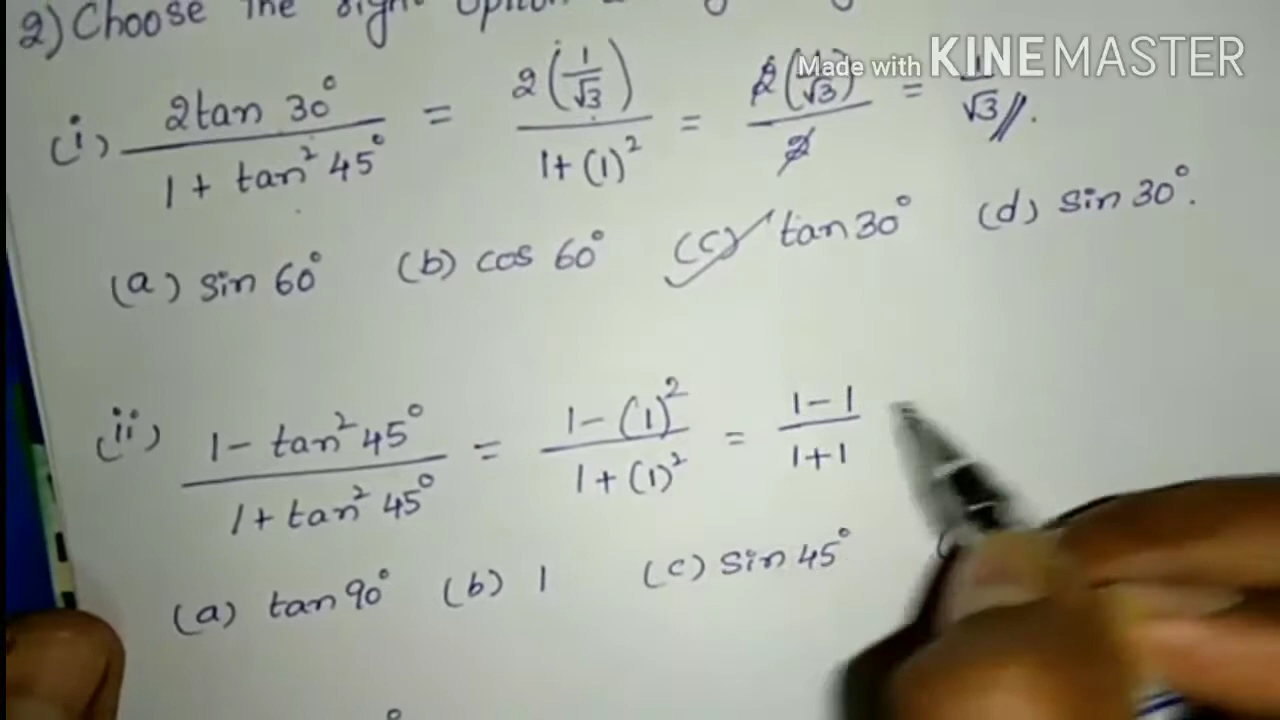 Made with KINEMASTER
2) Choose the
(i) 2tan 30° / 1 + tan² 45° = 2(1/√3) / 1+(1)² = 2(1/√3) / 2 = 1/√3 //.
(a) sin 60° (b) cos 60° (c) tan 30° (d) sin 30°.
(ii) 1 - tan² 45° / 1 + tan² 45° = 1 - (1)² / 1 + (1)² = 1 - 1 / 1 + 1
(a) tan 90° (b) 1 (c) sin 45°